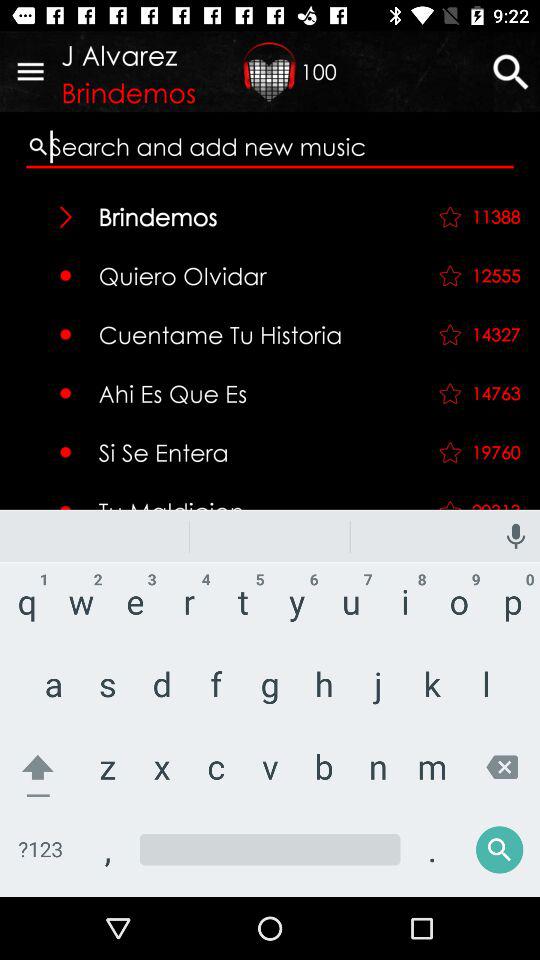 9:22
J Alvarez
Brindemos
100
Search and add new music
Brindemos 11388
Quiero Olvidar 12555
Cuentame Tu Historia 14327
Ahi Es Que Es 14763
Si Se Entera 19760
Tu Maldicion
1 2 3 4 5 6 7 8 9 0
q w e r t y u i o p
a s d f g h j k l
z x c v b n m
?123 , .